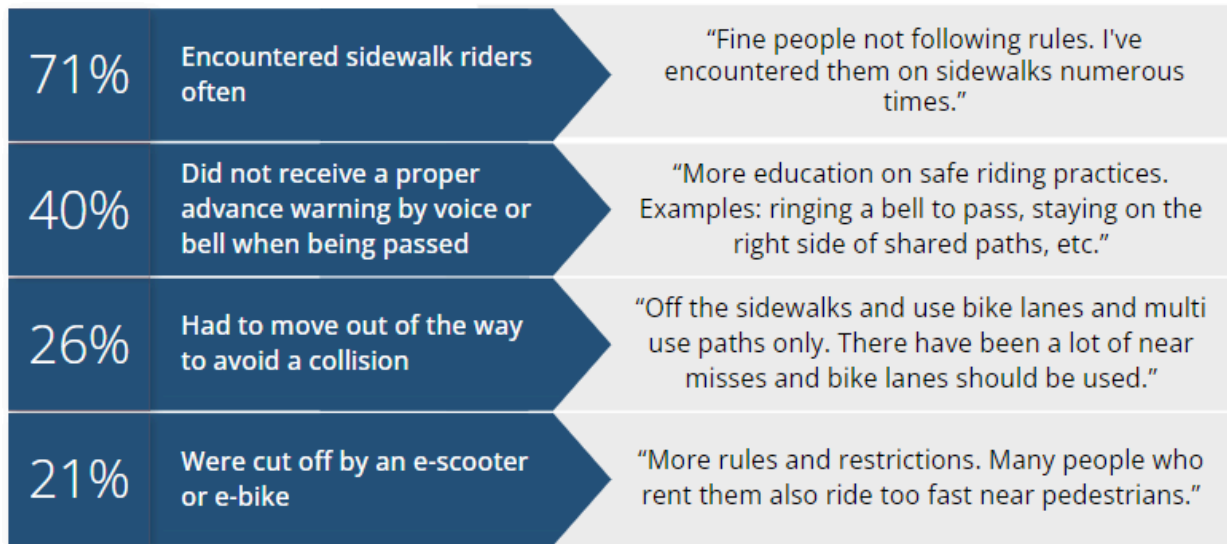 71%
Encountered sidewalk riders
often
“Fine people not following rules. I've
encountered them on sidewalks numerous
times.”
40%
Did not receive a proper
advance warning by voice or
bell when being passed
“More education on safe riding practices.
Examples: ringing a bell to pass, staying on the
right side of shared paths, etc.”
26%
Had to move out of the way
to avoid a collision
“Off the sidewalks and use bike lanes and multi
use paths only. There have been a lot of near
misses and bike lanes should be used.”
21%
Were cut off by an e-scooter
or e-bike
“More rules and restrictions. Many people who
rent them also ride too fast near pedestrians.”